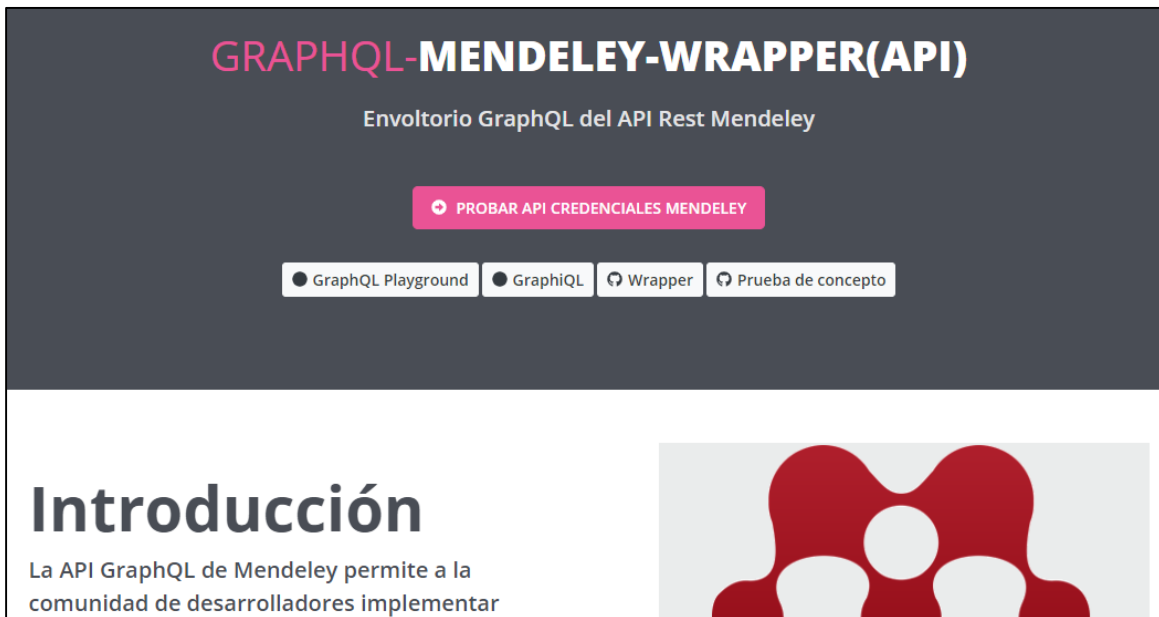 GRAPHQL-MENDELEY-WRAPPER(API)
Envoltorio GraphQL del API Rest Mendeley
PROBAR API CREDENCIALES MENDELEY
GraphQL Playground GraphiQL Wrapper Prueba de concepto
Introducción
La API GraphQL de Mendeley permite a la
comunidad de desarrolladores implementar